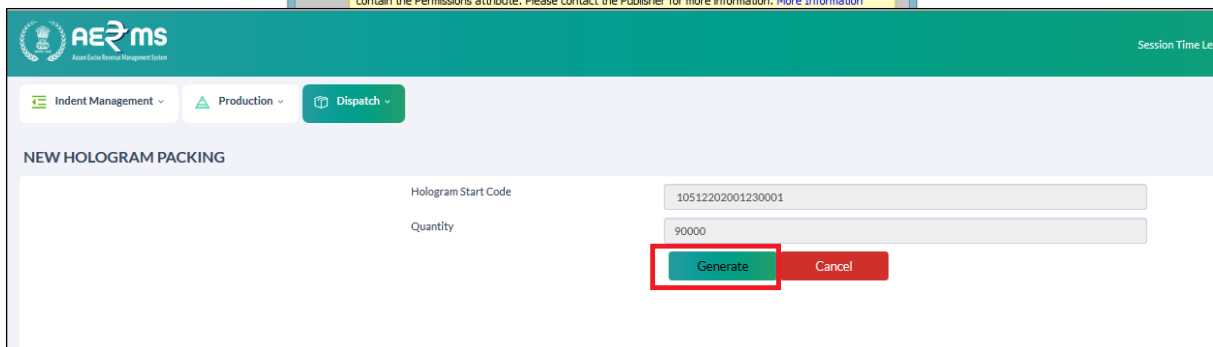 contain the Permissions attribute. Please contact the Publisher for more information. More Information
AE₹MS
Assam Excise Revenue Management System
Session Time Le
Indent Management
Production
Dispatch
NEW HOLOGRAM PACKING
Hologram Start Code
10512202001230001
Quantity
90000
Generate
Cancel